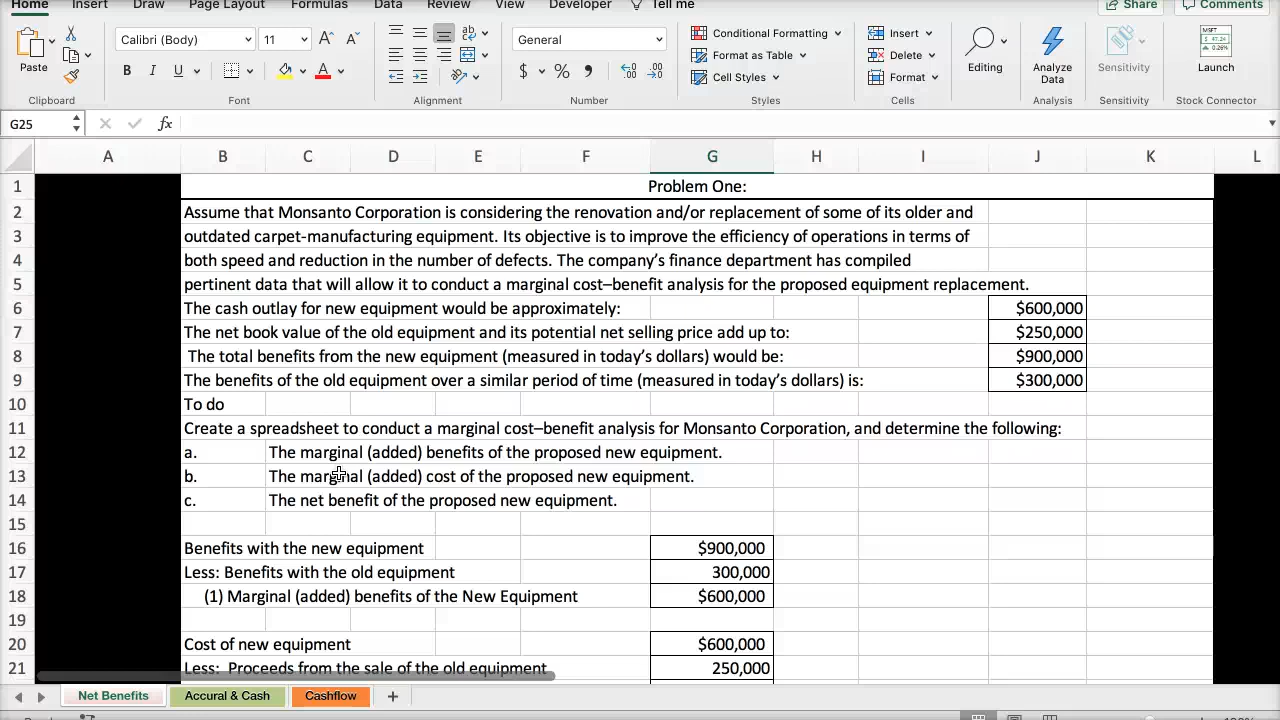 Home Insert Draw Page Layout Formulas Data Review View Developer Tell me Share Comments
Paste Calibri (Body) 11 General Conditional Formatting Insert MSFT
$ 47.24
0.26%
B I U A $ % Format as Table Delete Editing Analyze Data Sensitivity Launch
Cell Styles Format
Clipboard Font Alignment Number Styles Cells Analysis Sensitivity Stock Connector
G25 fx
A B C D E F G H I J K L
1 Problem One:
2 Assume that Monsanto Corporation is considering the renovation and/or replacement of some of its older and
3 outdated carpet-manufacturing equipment. Its objective is to improve the efficiency of operations in terms of
4 both speed and reduction in the number of defects. The company’s finance department has compiled
5 pertinent data that will allow it to conduct a marginal cost–benefit analysis for the proposed equipment replacement.
6 The cash outlay for new equipment would be approximately: $600,000
7 The net book value of the old equipment and its potential net selling price add up to: $250,000
8 The total benefits from the new equipment (measured in today’s dollars) would be: $900,000
9 The benefits of the old equipment over a similar period of time (measured in today’s dollars) is: $300,000
10 To do
11 Create a spreadsheet to conduct a marginal cost–benefit analysis for Monsanto Corporation, and determine the following:
12 a. The marginal (added) benefits of the proposed new equipment.
13 b. The marginal (added) cost of the proposed new equipment.
14 c. The net benefit of the proposed new equipment.
15
16 Benefits with the new equipment $900,000
17 Less: Benefits with the old equipment 300,000
18 (1) Marginal (added) benefits of the New Equipment $600,000
19
20 Cost of new equipment $600,000
21 Less: Proceeds from the sale of the old equipment 250,000
Net Benefits Accural & Cash Cashflow +